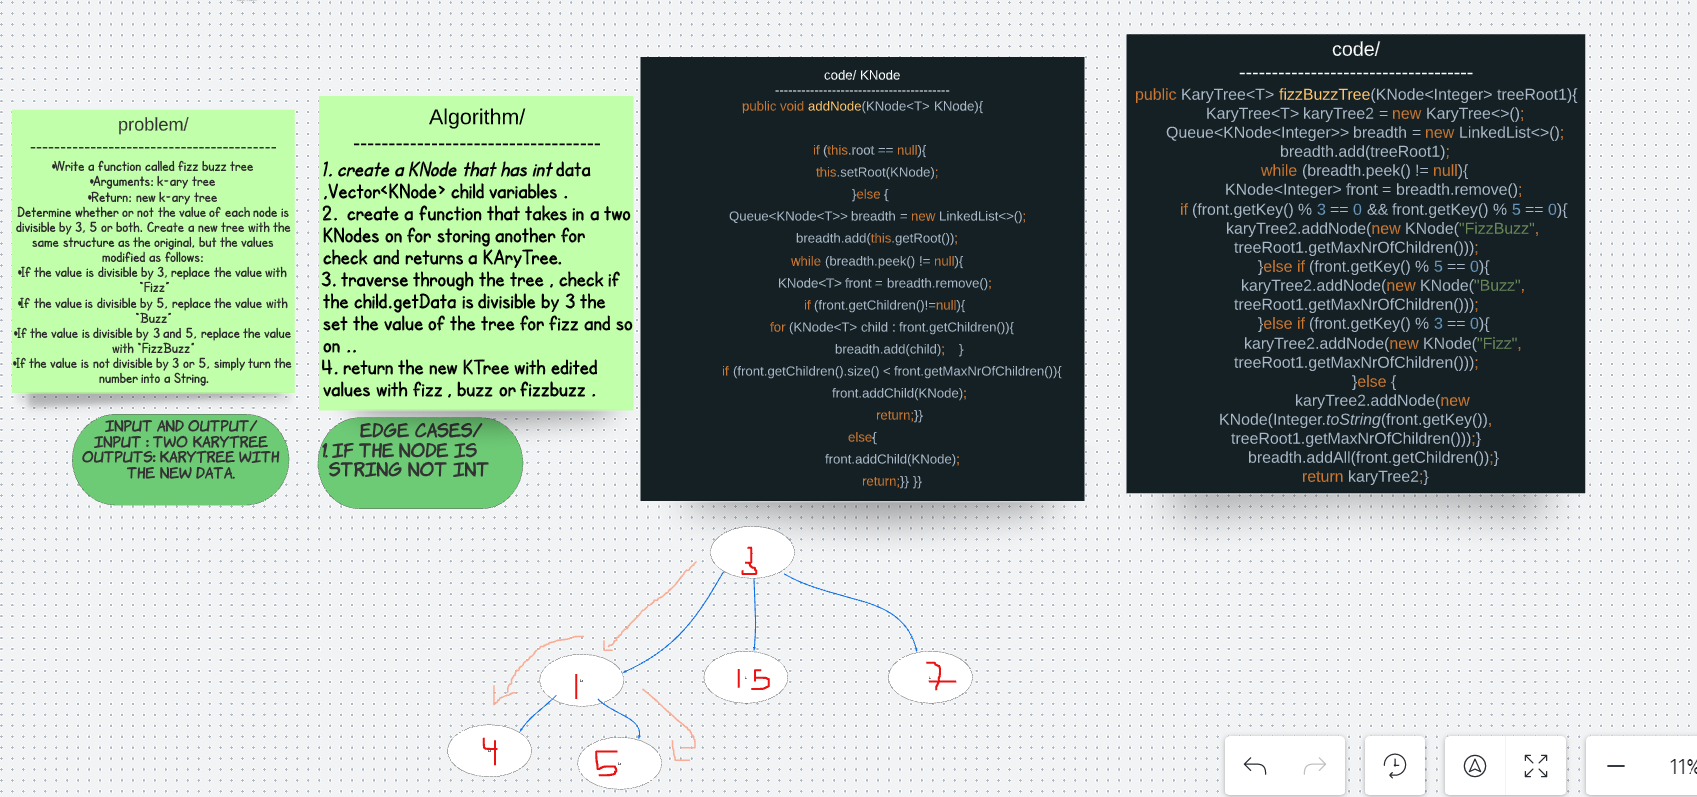 problem/
---------------------------------------
•Write a function called fizz buzz tree
•Arguments: k-ary tree
•Return: new k-ary tree
Determine whether or not the value of each node is
divisible by 3, 5 or both. Create a new tree with the
same structure as the original, but the values
modified as follows:
•If the value is divisible by 3, replace the value with
"Fizz"
•If the value is divisible by 5, replace the value with
"Buzz"
•If the value is divisible by 3 and 5, replace the value
with "FizzBuzz"
•If the value is not divisible by 3 or 5, simply turn the
number into a String.
INPUT AND OUTPUT/
INPUT : TWO KARYTREE
OUTPUTS: KARYTREE WITH
THE NEW DATA.
Algorithm/
----------------------------------
1. create a KNode that has int data
,Vector<KNode> child variables .
2. create a function that takes in a two
KNodes on for storing another for
check and returns a KAryTree.
3. traverse through the tree , check if
the child.getData is divisible by 3 the
set the value of the tree for fizz and so
on ..
4. return the new KTree with edited
values with fizz , buzz or fizzbuzz .
EDGE CASES/
1. IF THE NODE IS
STRING NOT INT
code/ KNode
----------------------------------------
public void addNode(KNode<T> KNode){
if (this.root == null){
this.setRoot(KNode);
}else {
Queue<KNode<T>> breadth = new LinkedList<>();
breadth.add(this.getRoot());
while (breadth.peek() != null){
KNode<T> front = breadth.remove();
if (front.getChildren()!=null){
for (KNode<T> child : front.getChildren()){
breadth.add(child); }
if (front.getChildren().size() < front.getMaxNrOfChildren()){
front.addChild(KNode);
return;}}
else{
front.addChild(KNode);
return;}} }}
code/
------------------------------------
public KaryTree<T> fizzBuzzTree(KNode<Integer> treeRoot1){
KaryTree<T> karyTree2 = new KaryTree<>();
Queue<KNode<Integer>> breadth = new LinkedList<>();
breadth.add(treeRoot1);
while (breadth.peek() != null){
KNode<Integer> front = breadth.remove();
if (front.getKey() % 3 == 0 && front.getKey() % 5 == 0){
karyTree2.addNode(new KNode("FizzBuzz",
treeRoot1.getMaxNrOfChildren()));
}else if (front.getKey() % 5 == 0){
karyTree2.addNode(new KNode("Buzz",
treeRoot1.getMaxNrOfChildren()));
}else if (front.getKey() % 3 == 0){
karyTree2.addNode(new KNode("Fizz",
treeRoot1.getMaxNrOfChildren()));
}else {
karyTree2.addNode(new
KNode(Integer.toString(front.getKey()),
treeRoot1.getMaxNrOfChildren()));}
breadth.addAll(front.getChildren());}
return karyTree2;}
3
1 15 7
4 5
11%